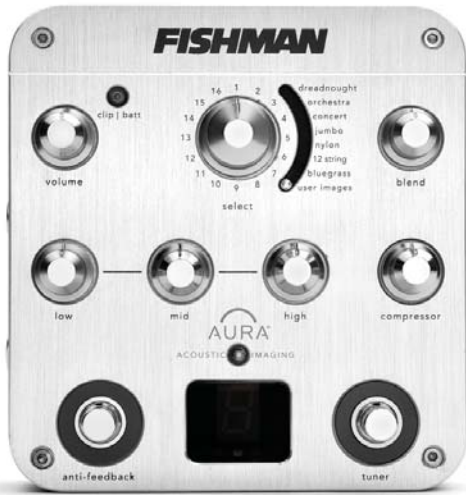 FISHMAN
clip | batt
1
2
3
4
5
6
7
8
9
10
11
12
13
14
15
16
dreadnought
orchestra
concert
jumbo
nylon
12 string
bluegrass
user images
volume
select
blend
low
mid
high
compressor
AURA
ACOUSTIC IMAGING
anti-feedback
tuner